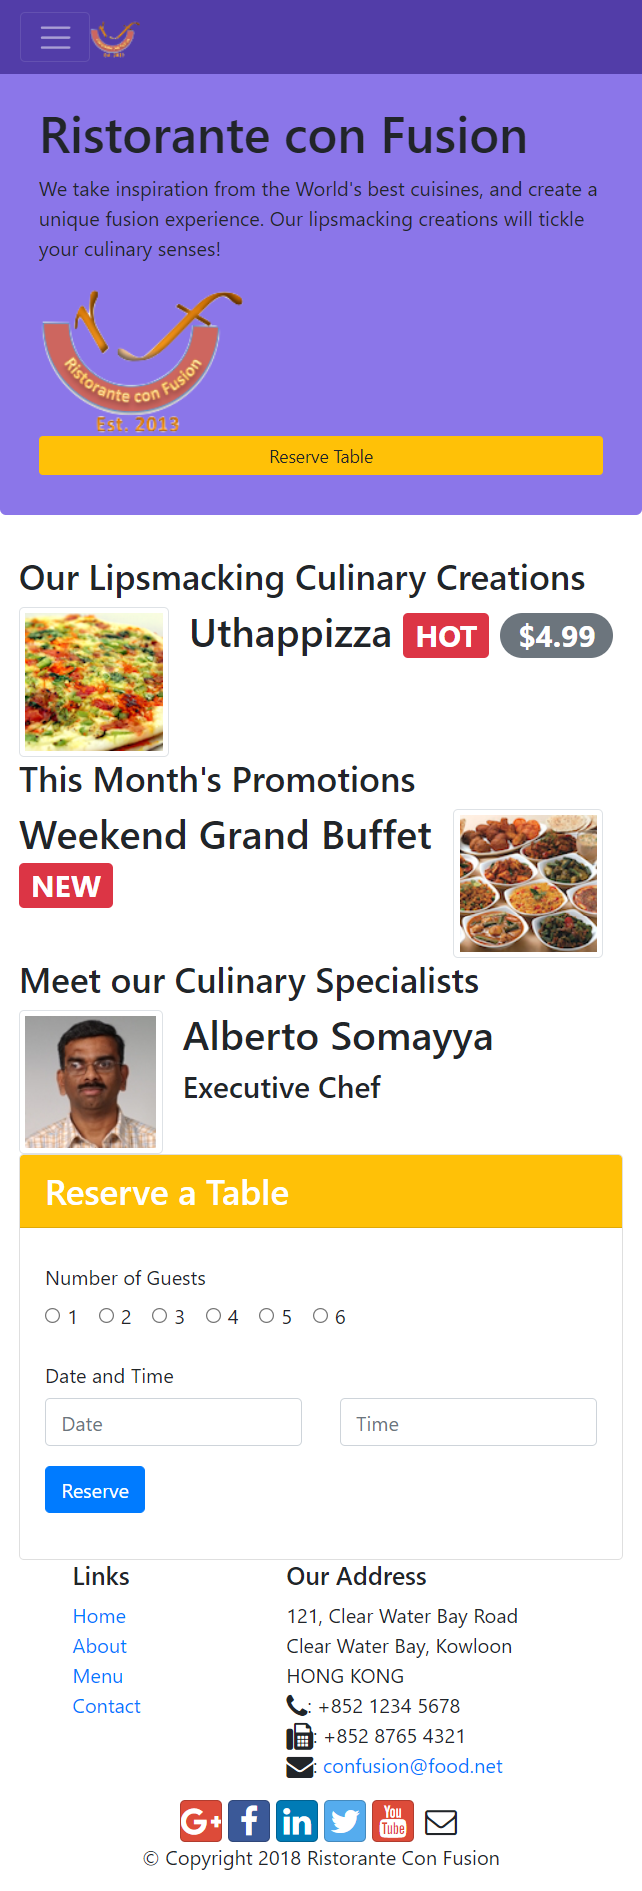 Ristorante con Fusion
We take inspiration from the World's best cuisines, and create a
unique fusion experience. Our lipsmacking creations will tickle
your culinary senses!
Ristorante con Fusion
Est. 2013
Reserve Table
Our Lipsmacking Culinary Creations
Uthappizza HOT $4.99
This Month's Promotions
Weekend Grand Buffet
NEW
Meet our Culinary Specialists
Alberto Somayya
Executive Chef
Reserve a Table
Number of Guests
1 2 3 4 5 6
Date and Time
Date Time
Reserve
Links
Home
About
Menu
Contact
Our Address
121, Clear Water Bay Road
Clear Water Bay, Kowloon
HONG KONG
: +852 1234 5678
: +852 8765 4321
: confusion@food.net
G+ f in You Tube
© Copyright 2018 Ristorante Con Fusion